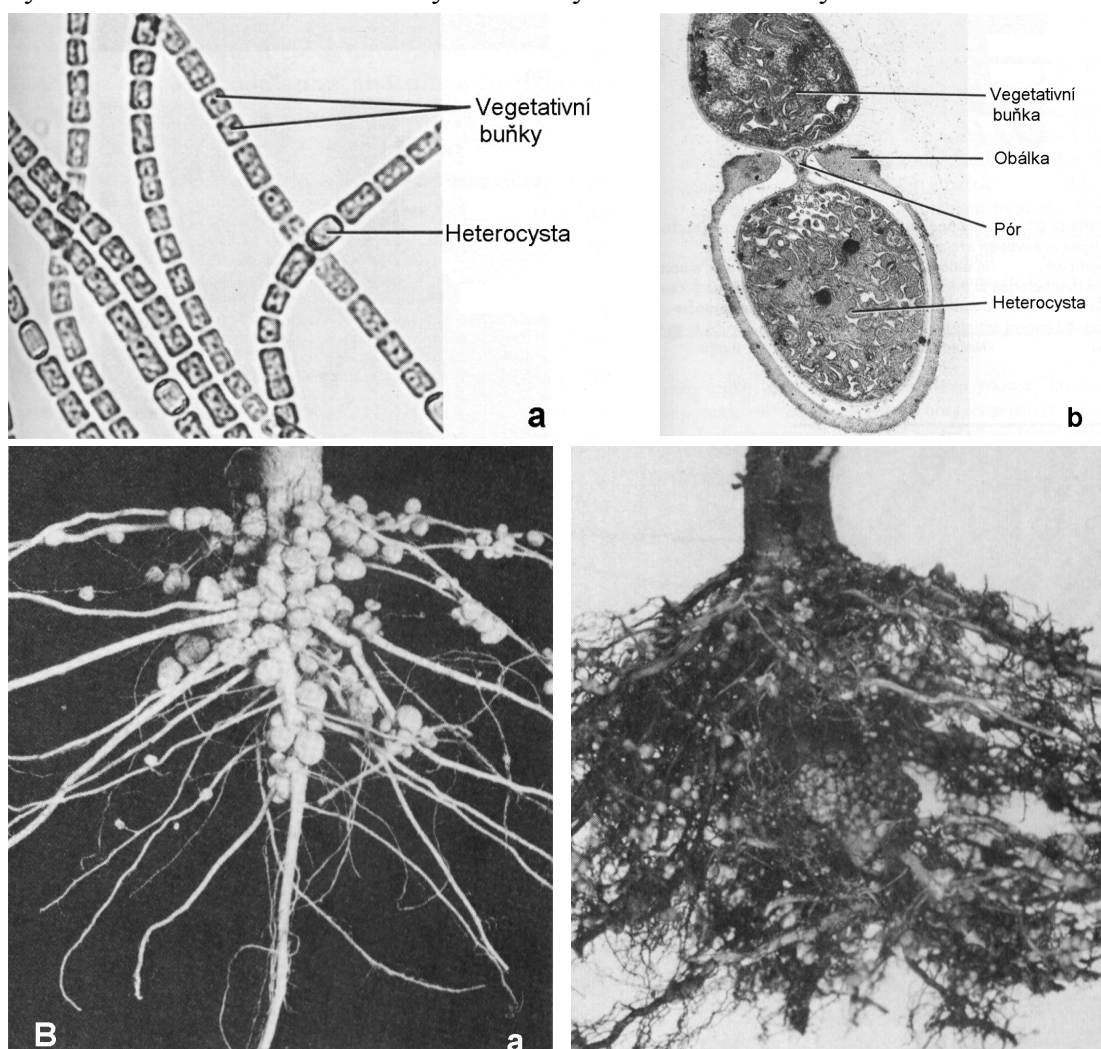 Vegetativní
buňky
Heterocysta
a
Vegetativní
buňka
Obálka
Pór
Heterocysta
b
B
a